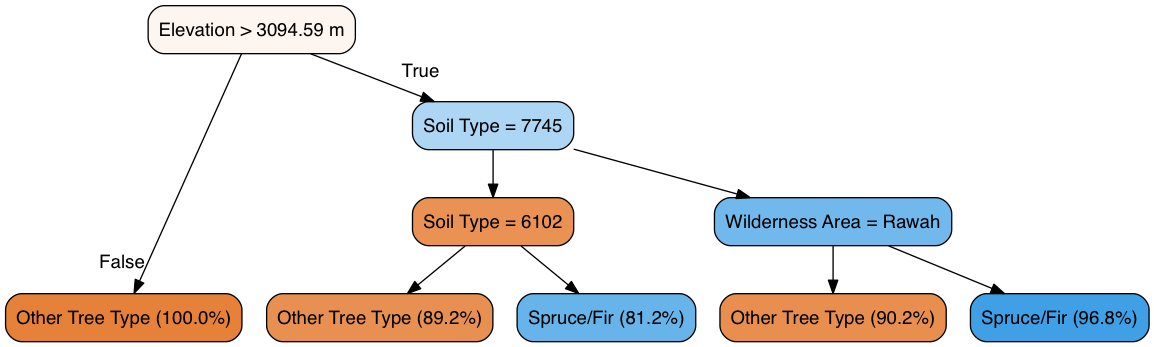 Elevation > 3094.59 m
True
Soil Type = 7745
Soil Type = 6102
Wilderness Area = Rawah
False
Other Tree Type (100.0%)
Other Tree Type (89.2%)
Spruce/Fir (81.2%)
Other Tree Type (90.2%)
Spruce/Fir (96.8%)